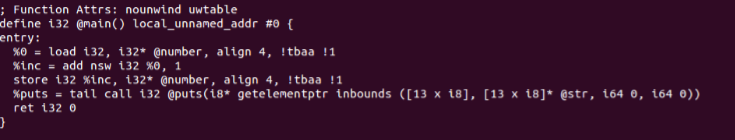 ; Function Attrs: nounwind uwtable
define i32 @main() local_unnamed_addr #0 {
entry:
  %0 = load i32, i32* @number, align 4, !tbaa !1
  %inc = add nsw i32 %0, 1
  store i32 %inc, i32* @number, align 4, !tbaa !1
  %puts = tail call i32 @puts(i8* getelementptr inbounds ([13 x i8], [13 x i8]* @str, i64 0, i64 0))
  ret i32 0
}